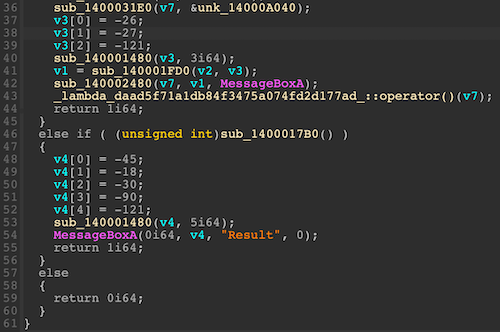 36 sub_1400031E0(v7, &unk_14000A040);
37 v3[0] = -26;
38 v3[1] = -27;
39 v3[2] = -121;
40 sub_140001480(v3, 3i64);
41 v1 = sub_140001FD0(v2, v3);
42 sub_140002480(v7, v1, MessageBoxA);
43 _lambda_daad5f71a1db84f3475a074fd2d177ad_::operator()(v7);
44 return 1i64;
45 }
46 else if ( (unsigned int)sub_1400017B0() )
47 {
48 v4[0] = -45;
49 v4[1] = -18;
50 v4[2] = -30;
51 v4[3] = -90;
52 v4[4] = -121;
53 sub_140001480(v4, 5i64);
54 MessageBoxA(0i64, v4, "Result", 0);
55 return 1i64;
56 }
57 else
58 {
59 return 0i64;
60 }
61 }